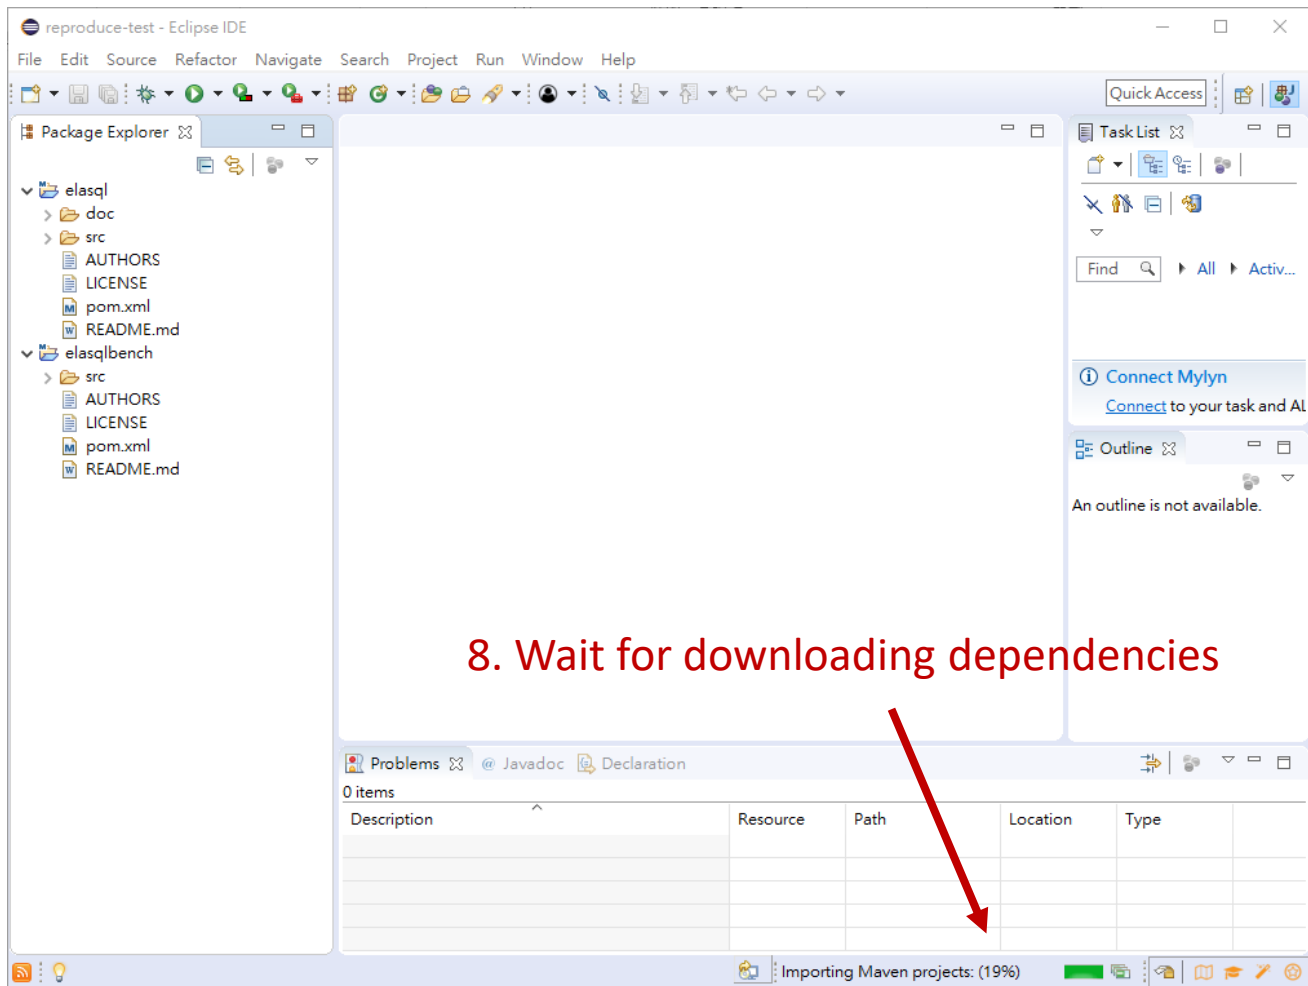 reproduce-test - Eclipse IDE
File Edit Source Refactor Navigate Search Project Run Window Help
Quick Access
Package Explorer
Task List
elasql
doc
src
AUTHORS
LICENSE
pom.xml
README.md
elasqlbench
src
AUTHORS
LICENSE
pom.xml
README.md
Find All Activ...
Connect Mylyn
Connect to your task and AL
Outline
An outline is not available.
8. Wait for downloading dependencies
Problems @ Javadoc Declaration
0 items
Description Resource Path Location Type
Importing Maven projects: (19%)